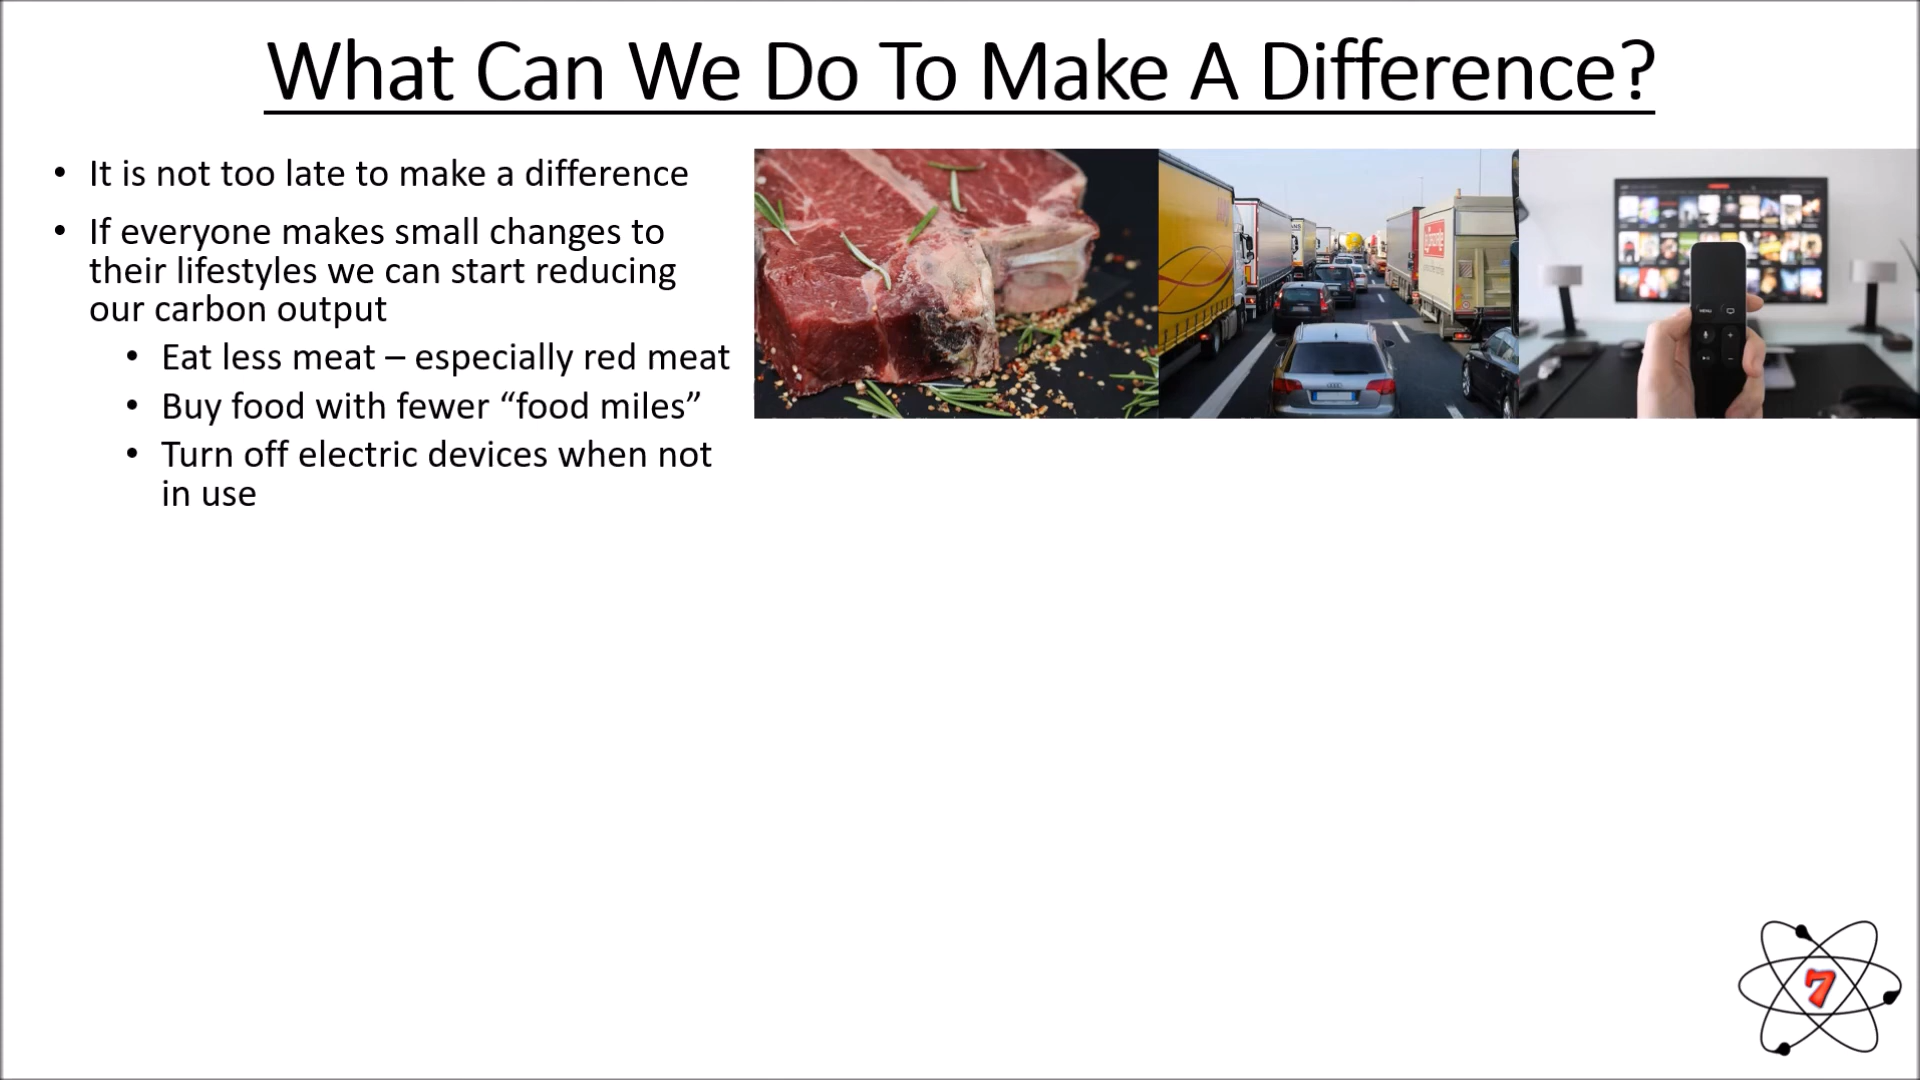 What Can We Do To Make A Difference?
• It is not too late to make a difference
• If everyone makes small changes to
their lifestyles we can start reducing
our carbon output
• Eat less meat – especially red meat
• Buy food with fewer “food miles”
• Turn off electric devices when not
in use
7